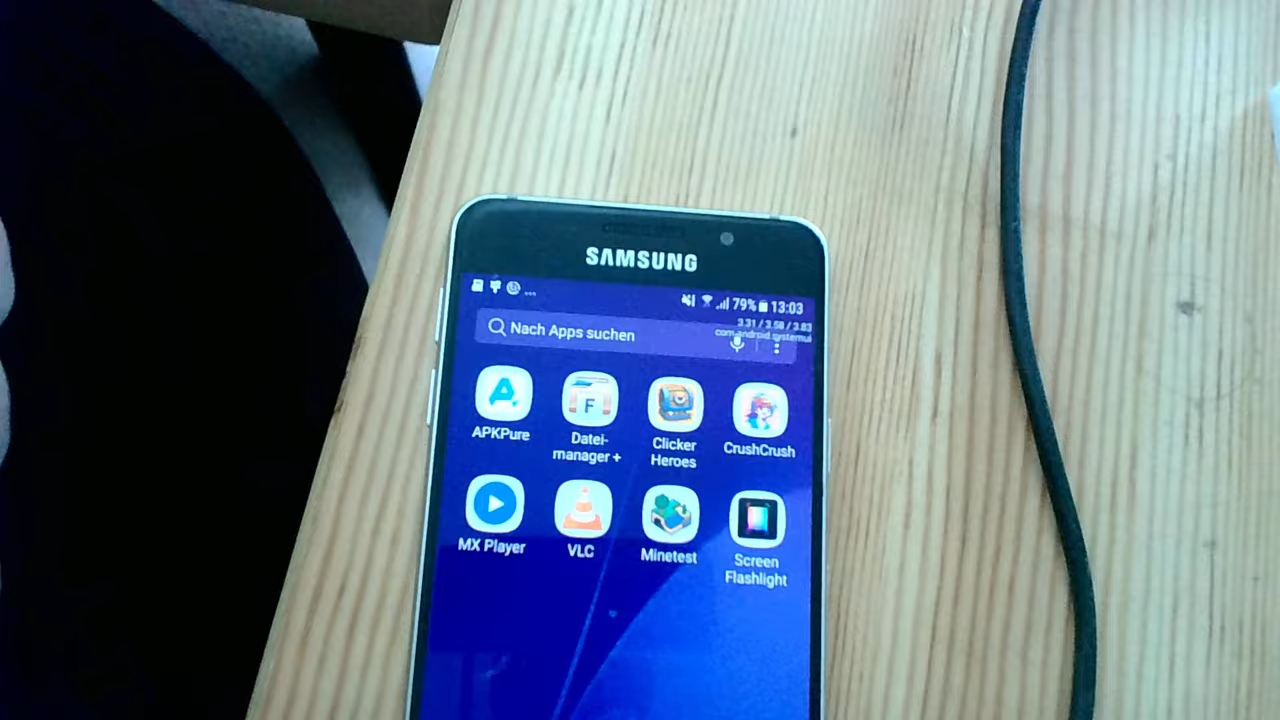 SAMSUNG
... 79% 13:03
3.31 / 3.58 / 3.83
com.android.systemui
Nach Apps suchen
APKPure
Datei-
manager +
Clicker
Heroes
CrushCrush
F
MX Player
VLC
Minetest
Screen
Flashlight